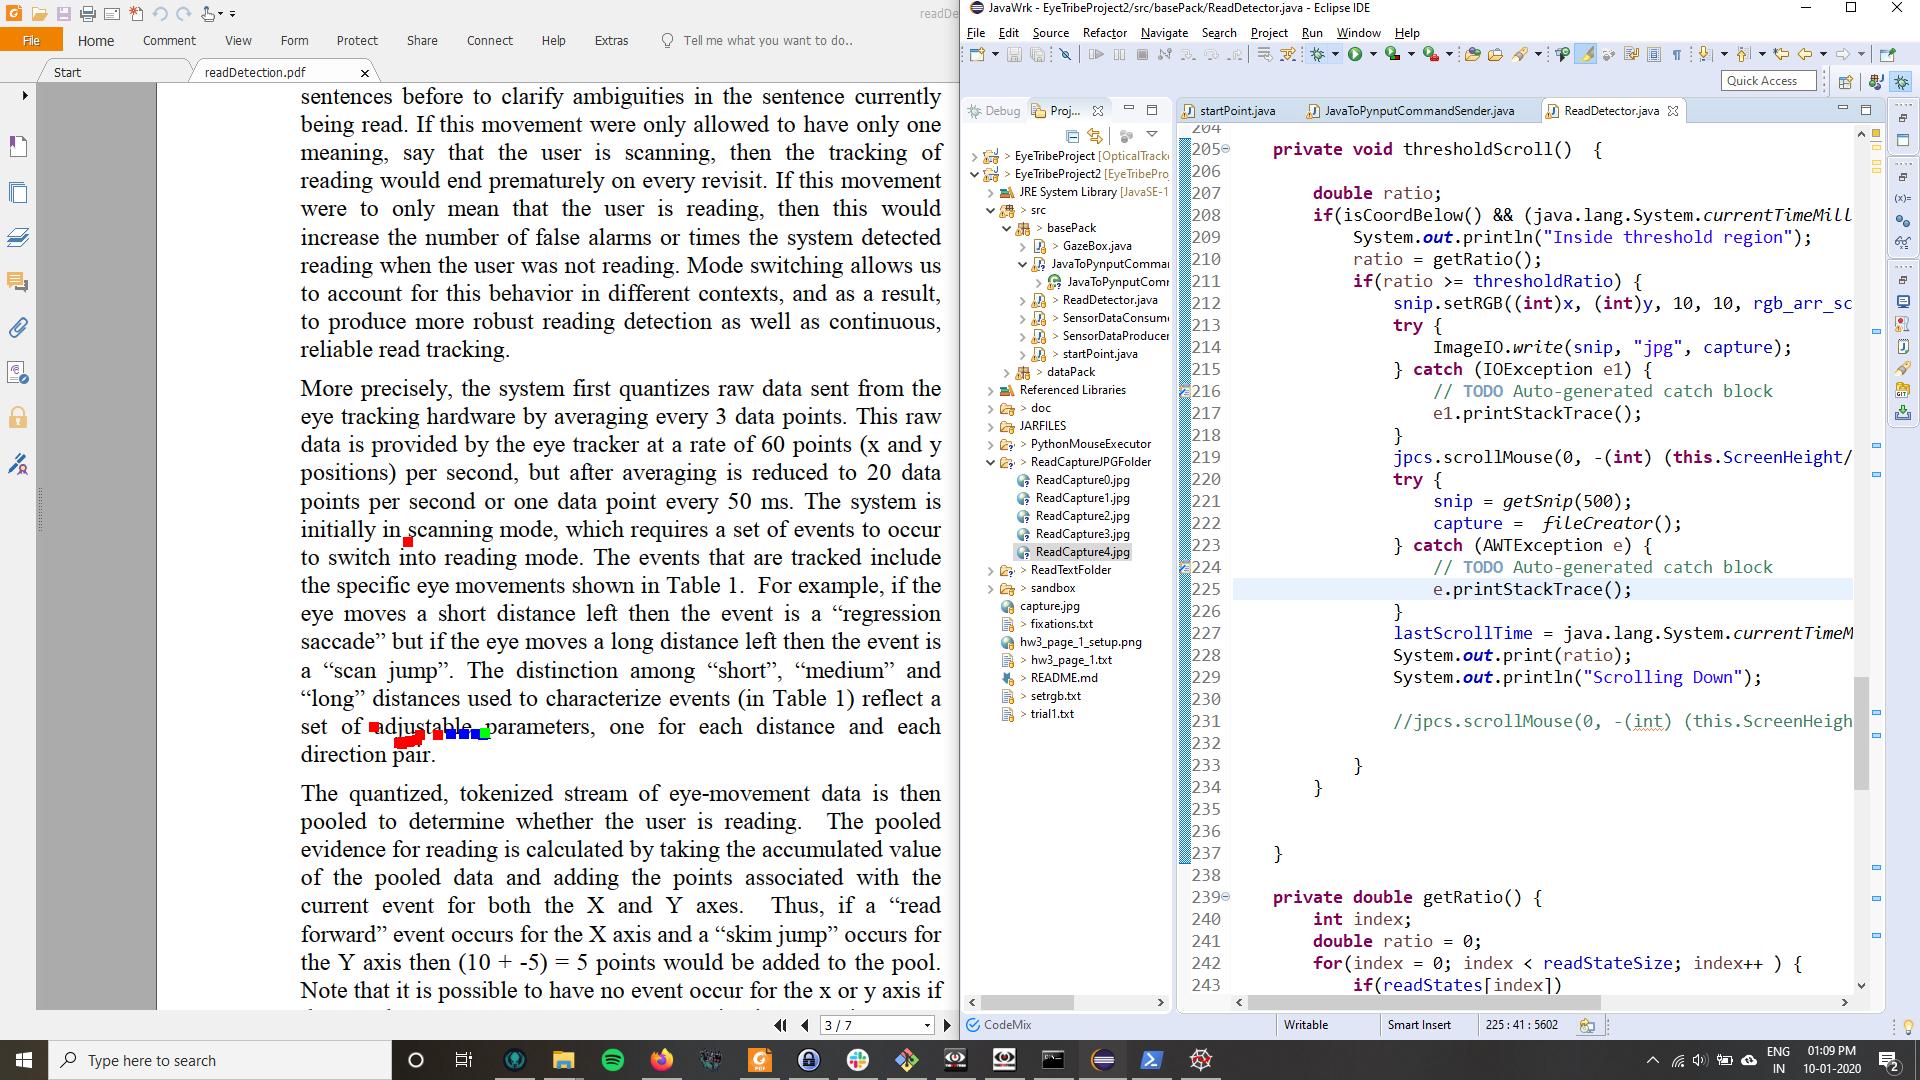 readDe
File
Home
Comment
View
Form
Protect
Share
Connect
Help
Extras
Tell me what you want to do..
Start
readDetection.pdf
sentences before to clarify ambiguities in the sentence currently
being read. If this movement were only allowed to have only one
meaning, say that the user is scanning, then the tracking of
reading would end prematurely on every revisit. If this movement
were to only mean that the user is reading, then this would
increase the number of false alarms or times the system detected
reading when the user was not reading. Mode switching allows us
to account for this behavior in different contexts, and as a result,
to produce more robust reading detection as well as continuous,
reliable read tracking.
More precisely, the system first quantizes raw data sent from the
eye tracking hardware by averaging every 3 data points. This raw
data is provided by the eye tracker at a rate of 60 points (x and y
positions) per second, but after averaging is reduced to 20 data
points per second or one data point every 50 ms. The system is
initially in scanning mode, which requires a set of events to occur
to switch into reading mode. The events that are tracked include
the specific eye movements shown in Table 1. For example, if the
eye moves a short distance left then the event is a “regression
saccade” but if the eye moves a long distance left then the event is
a “scan jump”. The distinction among “short”, “medium” and
“long” distances used to characterize events (in Table 1) reflect a
set of adjustable parameters, one for each distance and each
direction pair.
The quantized, tokenized stream of eye-movement data is then
pooled to determine whether the user is reading. The pooled
evidence for reading is calculated by taking the accumulated value
of the pooled data and adding the points associated with the
current event for both the X and Y axes. Thus, if a “read
forward” event occurs for the X axis and a “skim jump” occurs for
the Y axis then (10 + -5) = 5 points would be added to the pool.
Note that it is possible to have no event occur for the x or y axis if
3 / 7
JavaWrk - EyeTribeProject2/src/basePack/ReadDetector.java - Eclipse IDE
File Edit Source Refactor Navigate Search Project Run Window Help
Quick Access
Debug
Proj...
> EyeTribeProject [OpticalTracke
> EyeTribeProject2 [EyeTribePro
JRE System Library [JavaSE-1
> src
> basePack
> GazeBox.java
JavaToPynputComma
JavaToPynputComr
> ReadDetector.java
> SensorDataConsume
> SensorDataProducer
> startPoint.java
> dataPack
Referenced Libraries
> doc
JARFILES
> PythonMouseExecutor
> ReadCaptureJPGFolder
ReadCapture0.jpg
ReadCapture1.jpg
ReadCapture2.jpg
ReadCapture3.jpg
ReadCapture4.jpg
> ReadTextFolder
> sandbox
capture.jpg
> fixations.txt
hw3_page_1_setup.png
> hw3_page_1.txt
README.md
> setrgb.txt
> trial1.txt
startPoint.java
JavaToPynputCommandSender.java
ReadDetector.java
204
205 private void thresholdScroll() {
206
207 double ratio;
208 if(isCoordBelow() && (java.lang.System.currentTimeMill
209 System.out.println("Inside threshold region");
210 ratio = getRatio();
211 if(ratio >= thresholdRatio) {
212 snip.setRGB((int)x, (int)y, 10, 10, rgb_arr_sc
213 try {
214 ImageIO.write(snip, "jpg", capture);
215 } catch (IOException e1) {
216 // TODO Auto-generated catch block
217 e1.printStackTrace();
218 }
219 jpcs.scrollMouse(0, -(int) (this.ScreenHeight/
220 try {
221 snip = getSnip(500);
222 capture = fileCreator();
223 } catch (AWTException e) {
224 // TODO Auto-generated catch block
225 e.printStackTrace();
226 }
227 lastScrollTime = java.lang.System.currentTimeM
228 System.out.print(ratio);
229 System.out.println("Scrolling Down");
230
231 //jpcs.scrollMouse(0, -(int) (this.ScreenHeigh
232
233 }
234 }
235
236
237 }
238
239 private double getRatio() {
240 int index;
241 double ratio = 0;
242 for(index = 0; index < readStateSize; index++ ) {
243 if(readStates[index])
CodeMix
Writable
Smart Insert
225 : 41 : 5602
Type here to search
ENG
IN
01:09 PM
10-01-2020
2